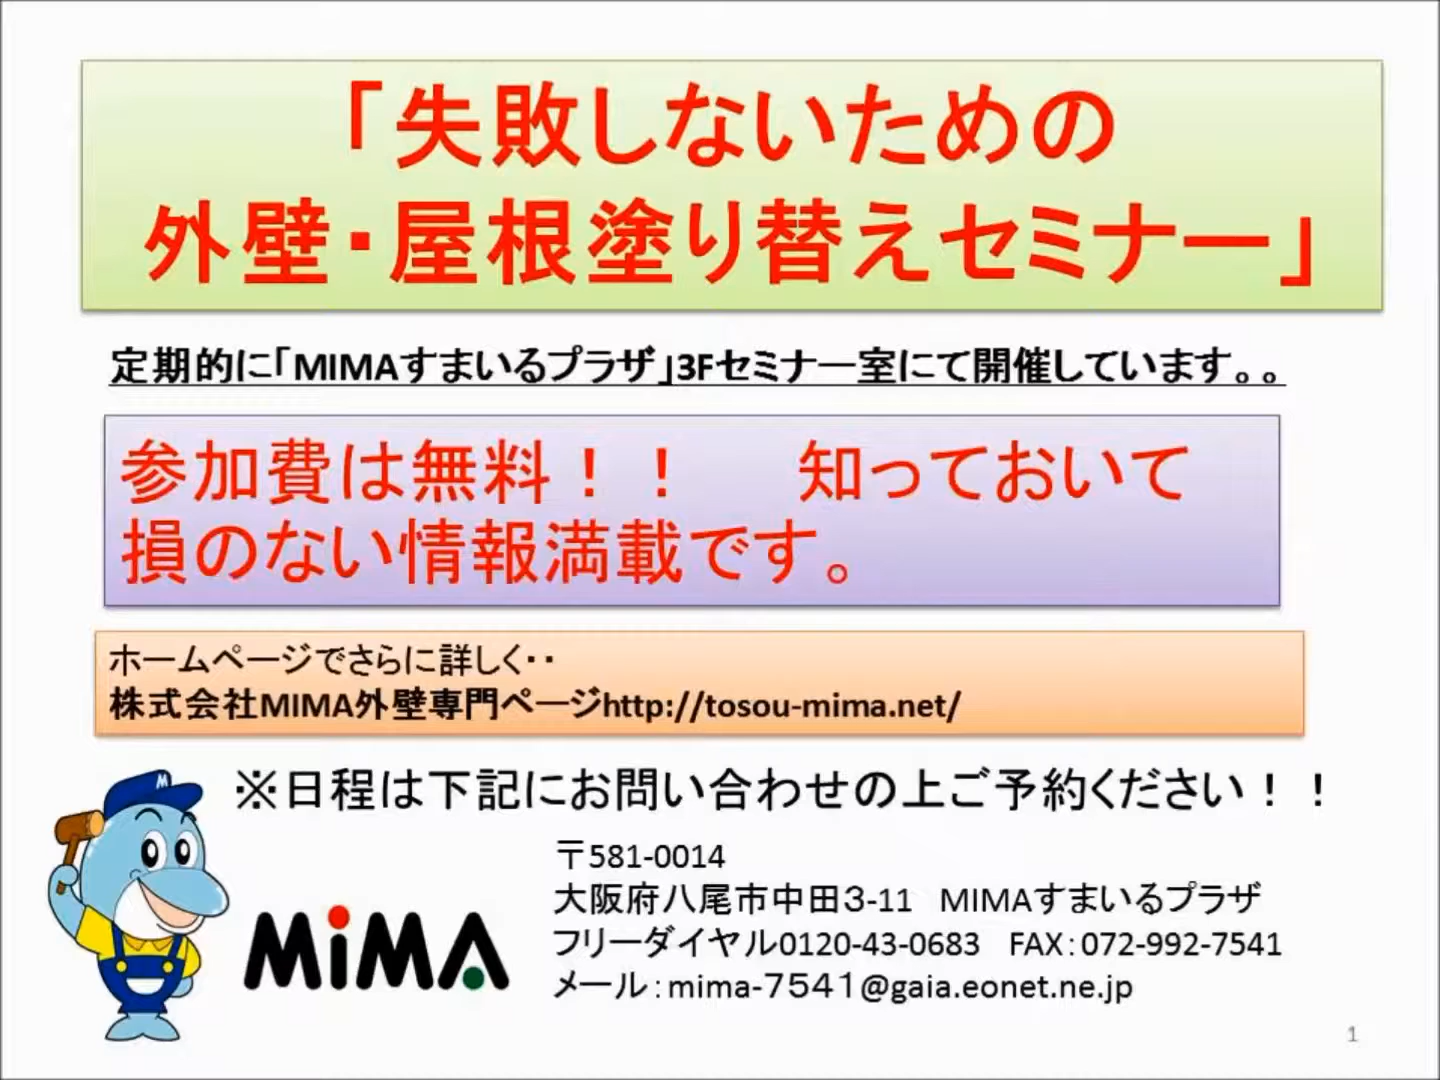 「失敗しないための
外壁・屋根塗り替えセミナー」
定期的に「MIMAすまいるプラザ」3Fセミナー室にて開催しています。。
参加費は無料！！　　知っておいて
損のない情報満載です。
ホームページでさらに詳しく・・
株式会社MIMA外壁専門ページhttp://tosou-mima.net/
M
※日程は下記にお問い合わせの上ご予約ください！！
〒581-0014
大阪府八尾市中田３-11　MIMAすまいるプラザ
フリーダイヤル0120-43-0683　FAX：072-992-7541
メール：mima-７５４１@gaia.eonet.ne.jp
MiMA
1